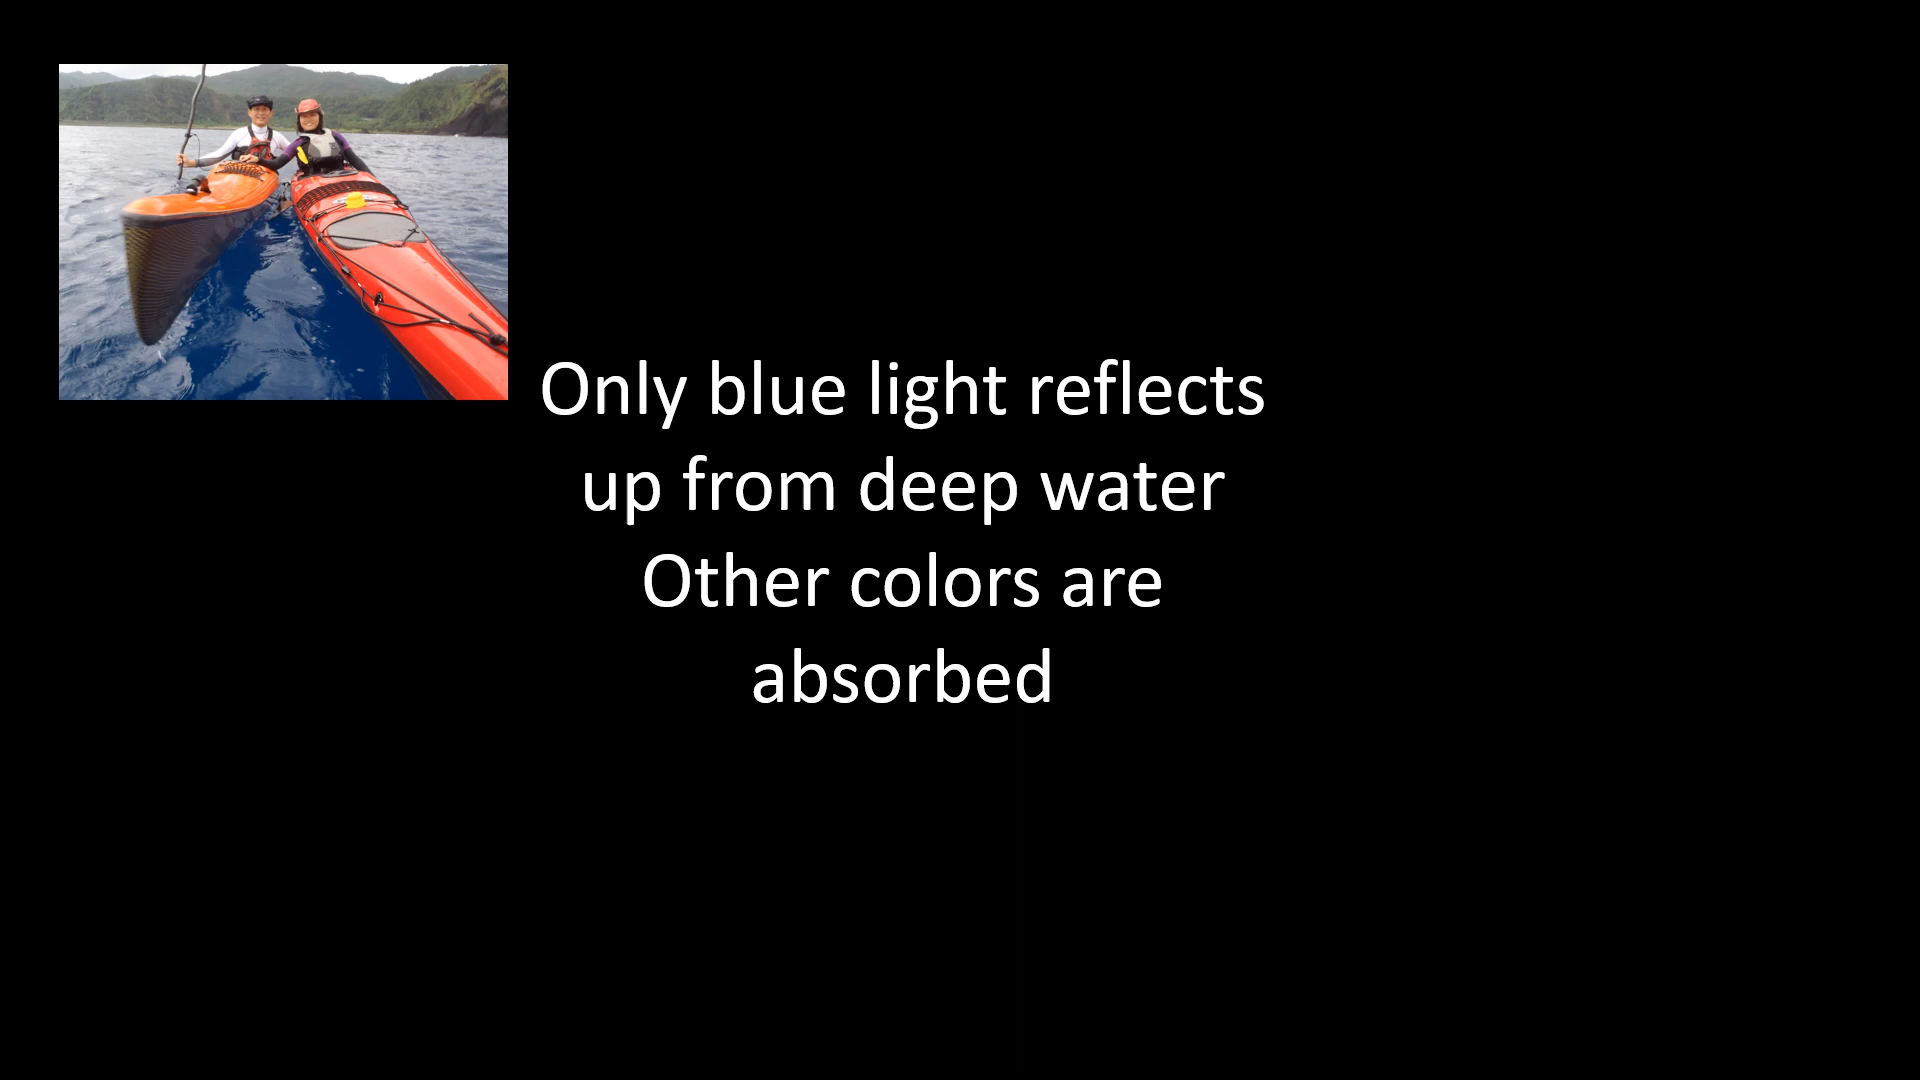 Only blue light reflects
up from deep water
Other colors are
absorbed